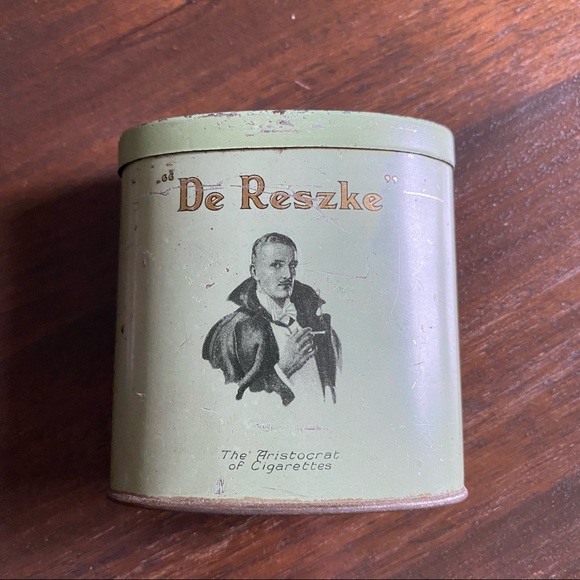 "De Reszke"
The Aristocrat
of Cigarettes